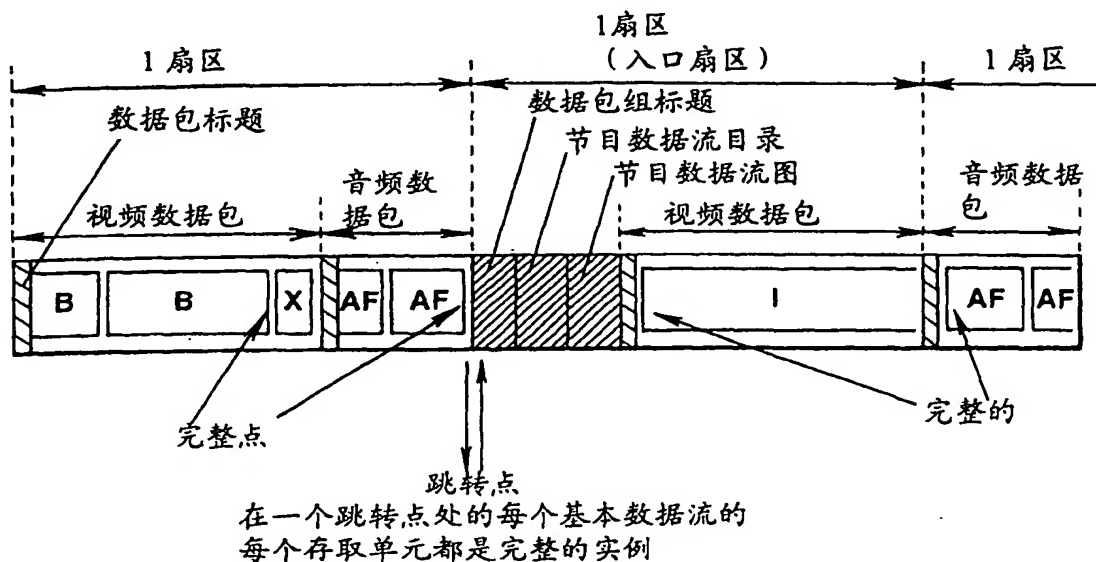 1扇区
1扇区
（入口扇区）
1扇区
数据包标题
数据包组标题
节目数据流目录
节目数据流图
视频数据包
音频数
据包
视频数据包
音频数据
包
B
B
X
AF
AF
I
AF
AF
完整点
完整的
跳转点
在一个跳转点处的每个基本数据流的
每个存取单元都是完整的实例